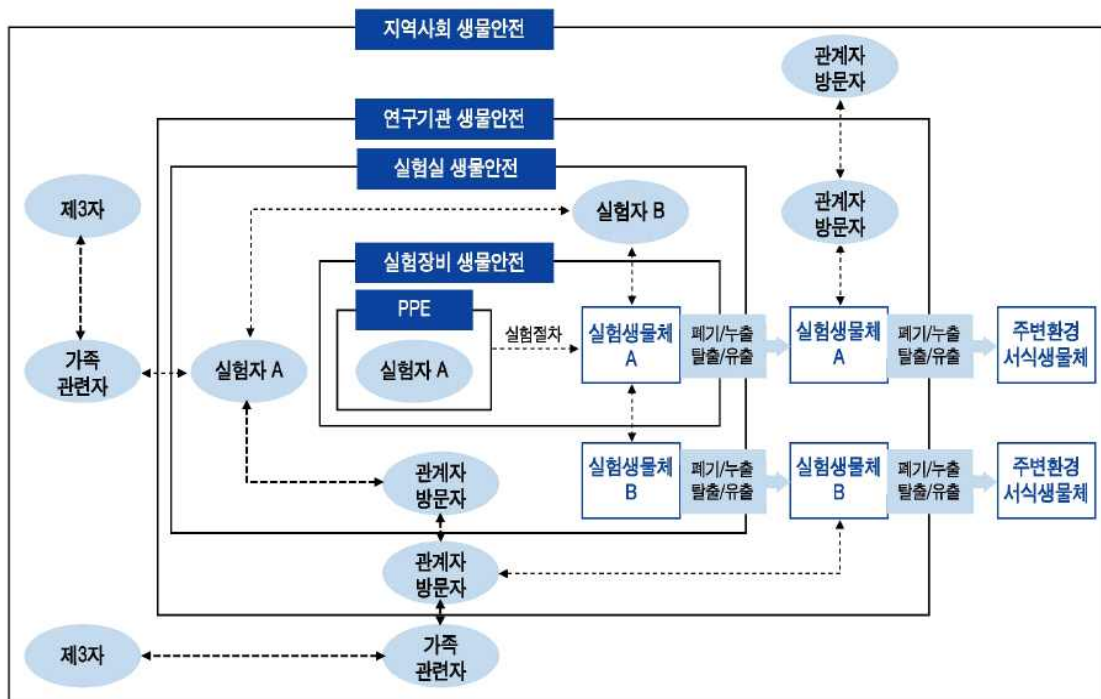 지역사회 생물안전
관계자
방문자
연구기관 생물안전
실험실 생물안전
제3자
실험자 B
관계자
방문자
실험장비 생물안전
PPE
실험절차
실험생물체
A
폐기/누출
탈출/유출
실험생물체
A
폐기/누출
탈출/유출
주변환경
서식생물체
가족
관련자
실험자 A
실험자 A
관계자
방문자
실험생물체
B
폐기/누출
탈출/유출
실험생물체
B
폐기/누출
탈출/유출
주변환경
서식생물체
관계자
방문자
제3자
가족
관련자